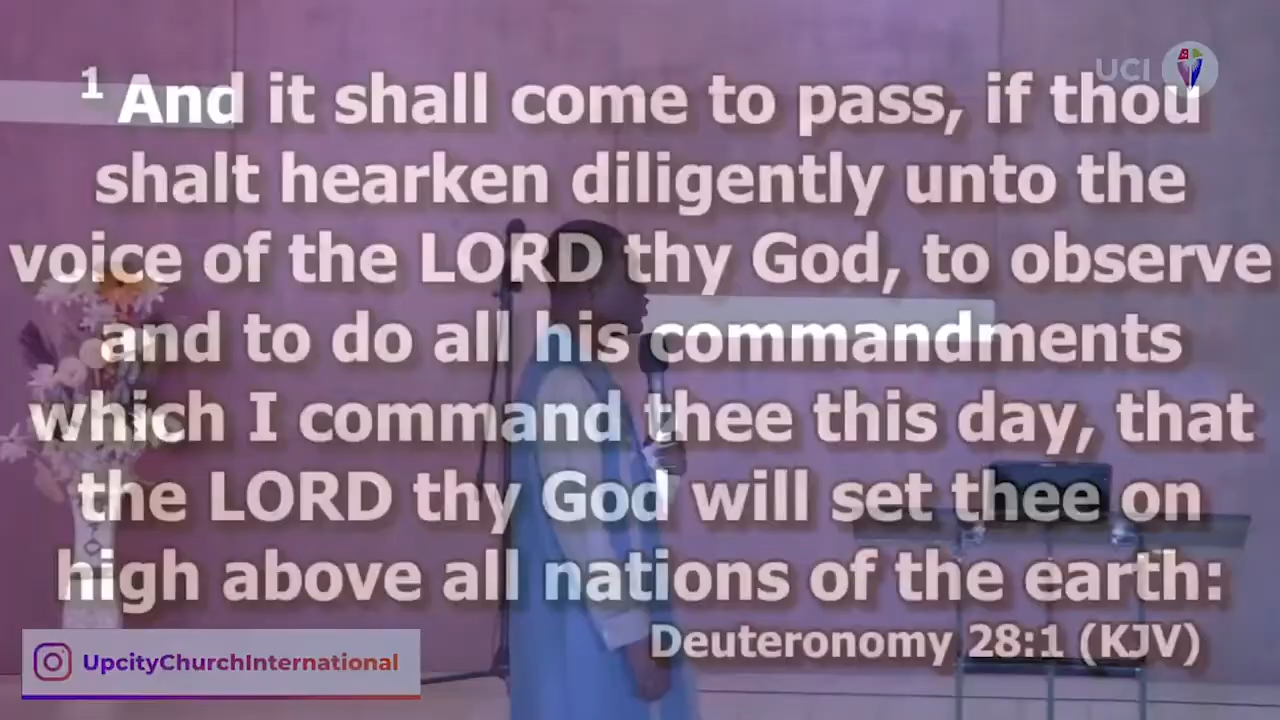 UCI
1 And it shall come to pass, if thou
shalt hearken diligently unto the
voice of the LORD thy God, to observe
and to do all his commandments
which I command thee this day, that
the LORD thy God will set thee on
high above all nations of the earth:
Deuteronomy 28:1 (KJV)
UpcityChurchInternational